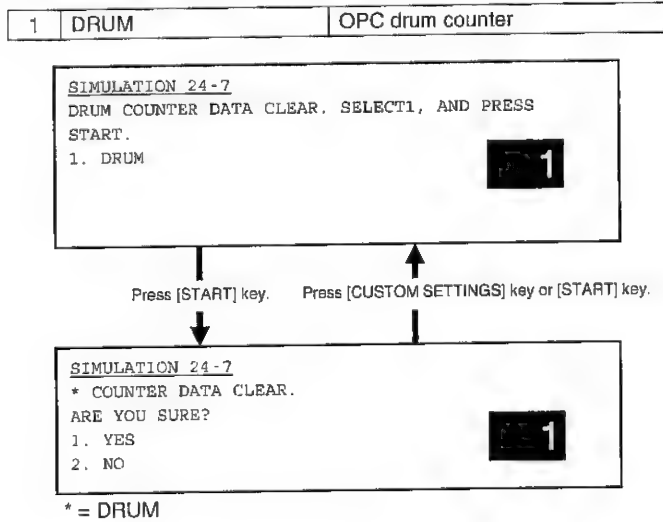 1 DRUM OPC drum counter
SIMULATION 24-7
DRUM COUNTER DATA CLEAR. SELECT1, AND PRESS
START.
1. DRUM
1
Press [START] key. Press [CUSTOM SETTINGS] key or [START] key.
SIMULATION 24-7
* COUNTER DATA CLEAR.
ARE YOU SURE?
1. YES
2. NO
1
* = DRUM